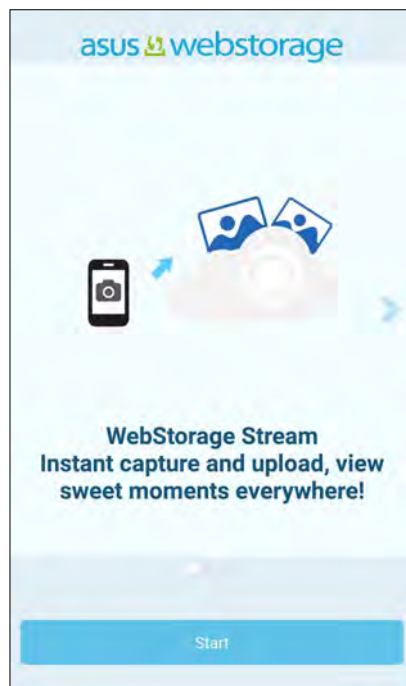 asus webstorage
WebStorage Stream
Instant capture and upload, view
sweet moments everywhere!
Start